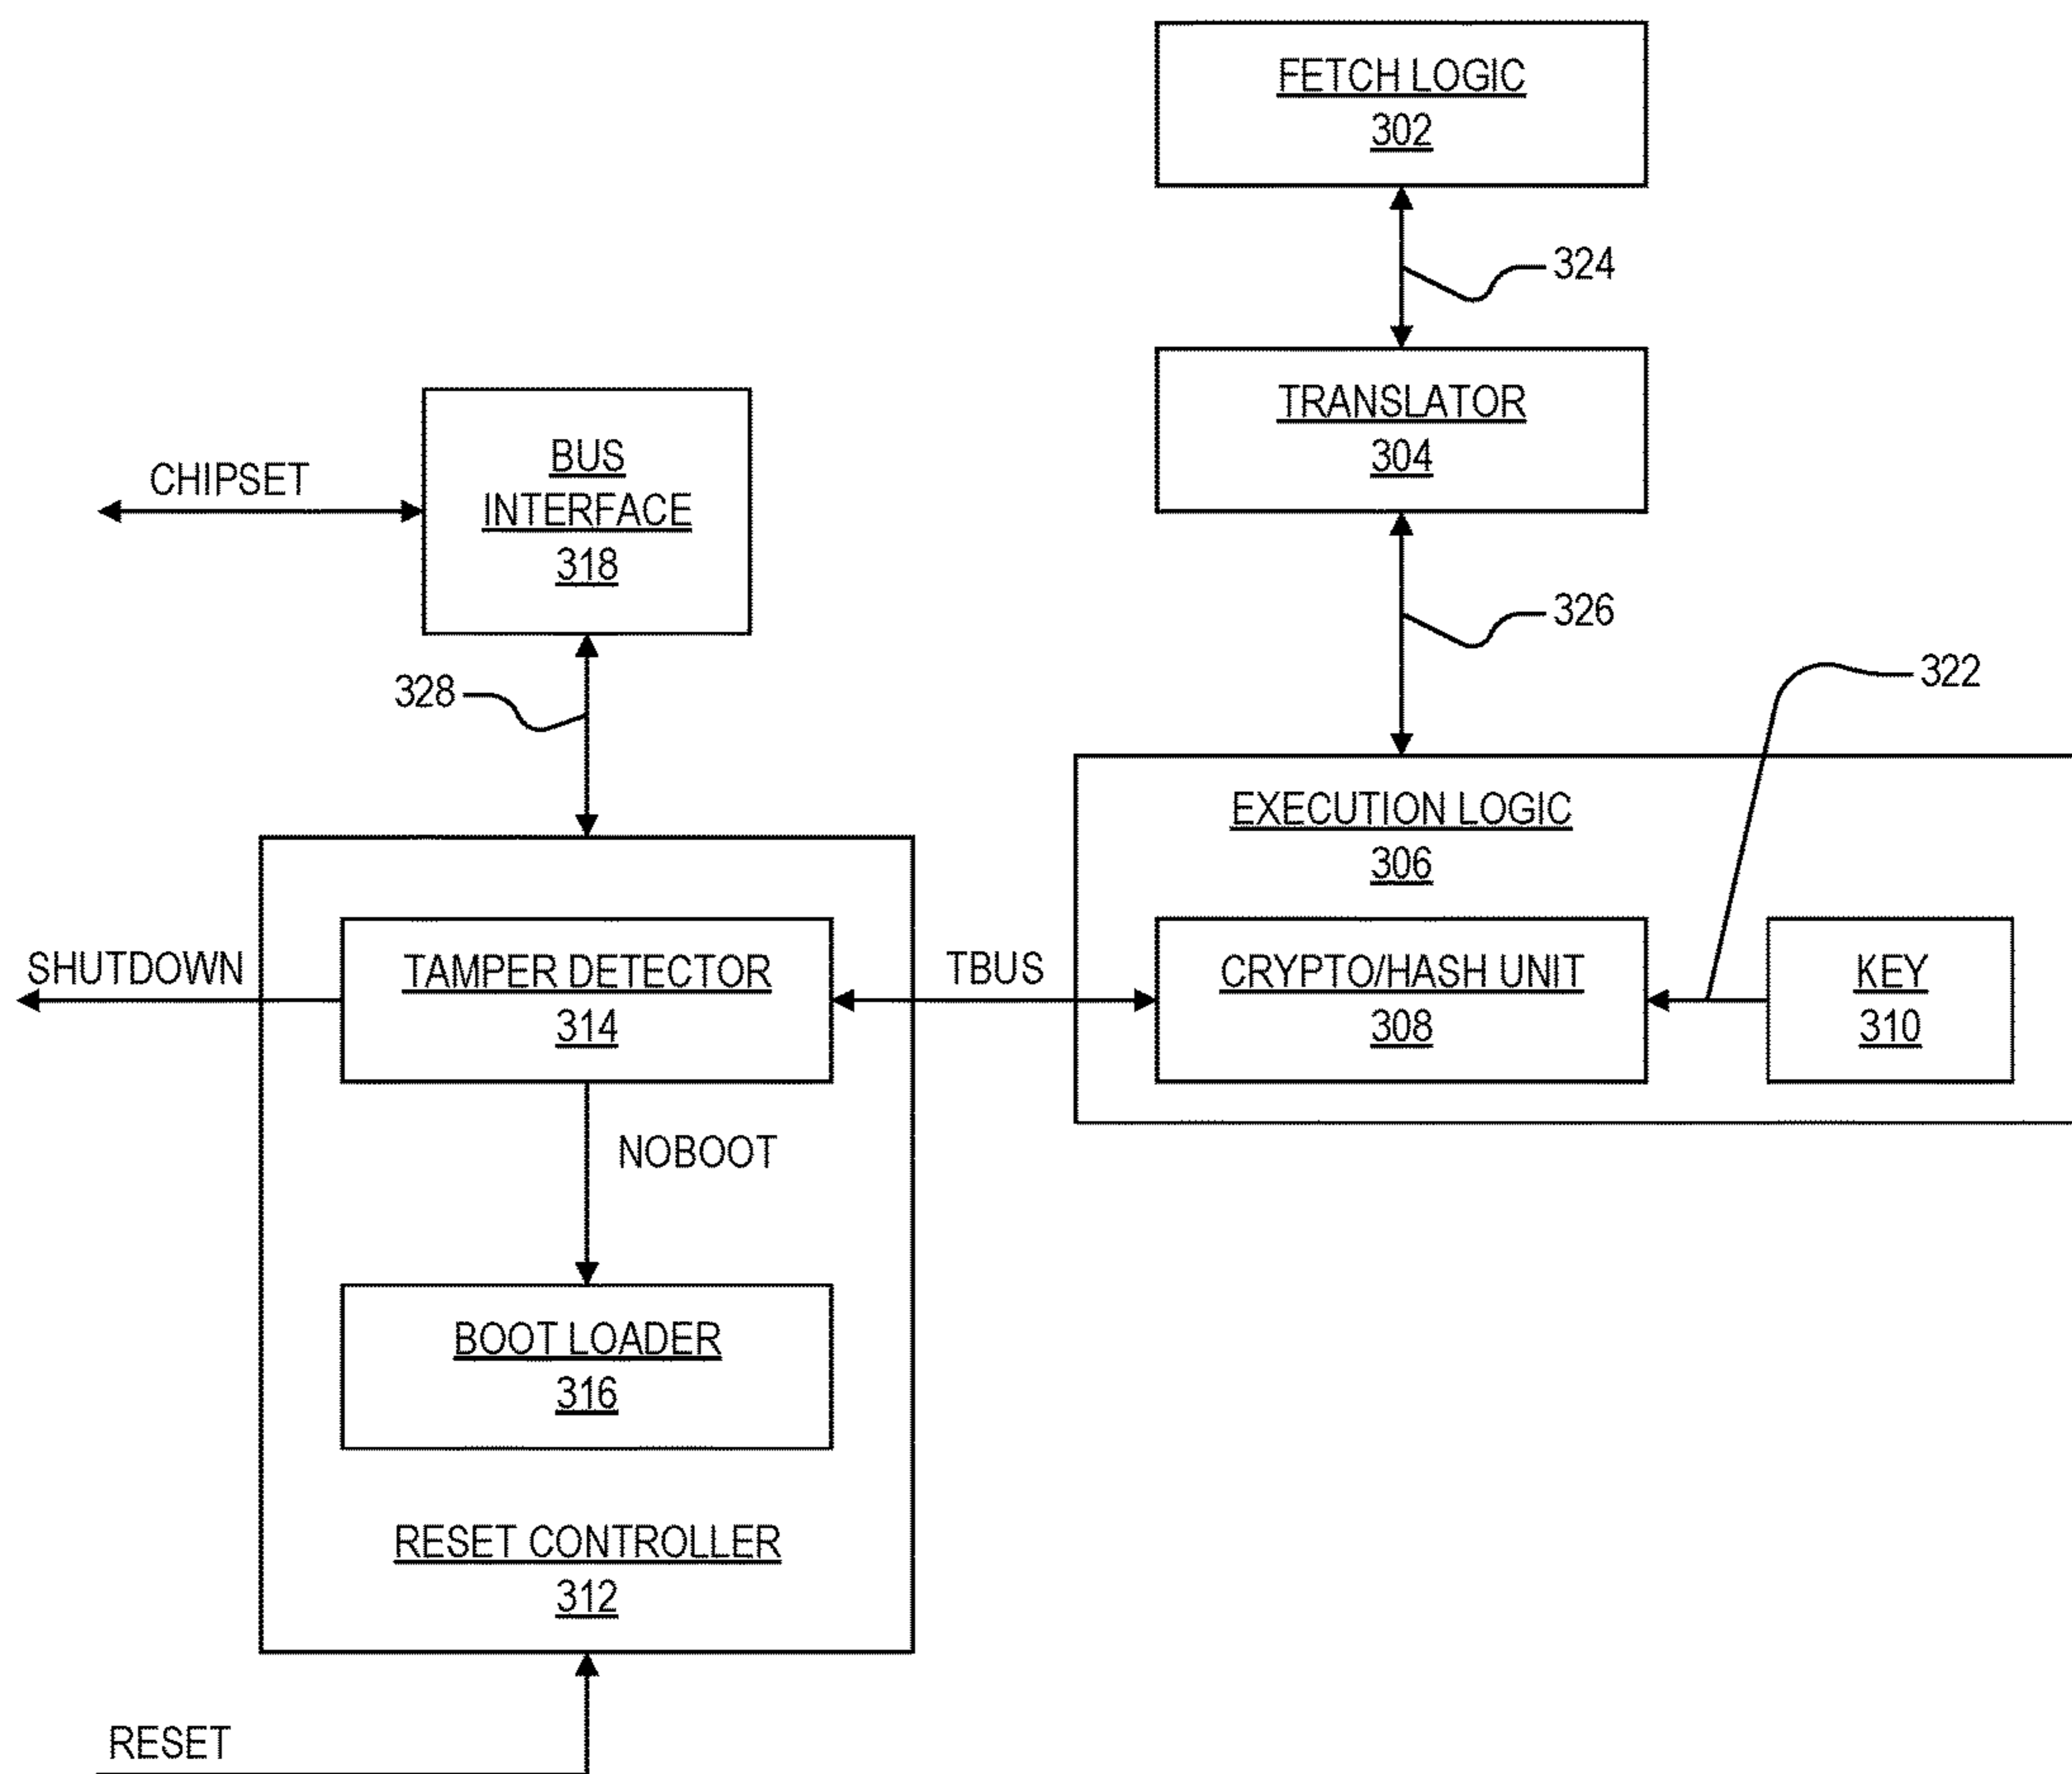 FETCH LOGIC
302
324
TRANSLATOR
304
BUS
INTERFACE
318
CHIPSET
326
328
322
EXECUTION LOGIC
306
SHUTDOWN
TAMPER DETECTOR
314
TBUS
CRYPTO/HASH UNIT
308
KEY
310
NOBOOT
BOOT LOADER
316
RESET CONTROLLER
312
RESET